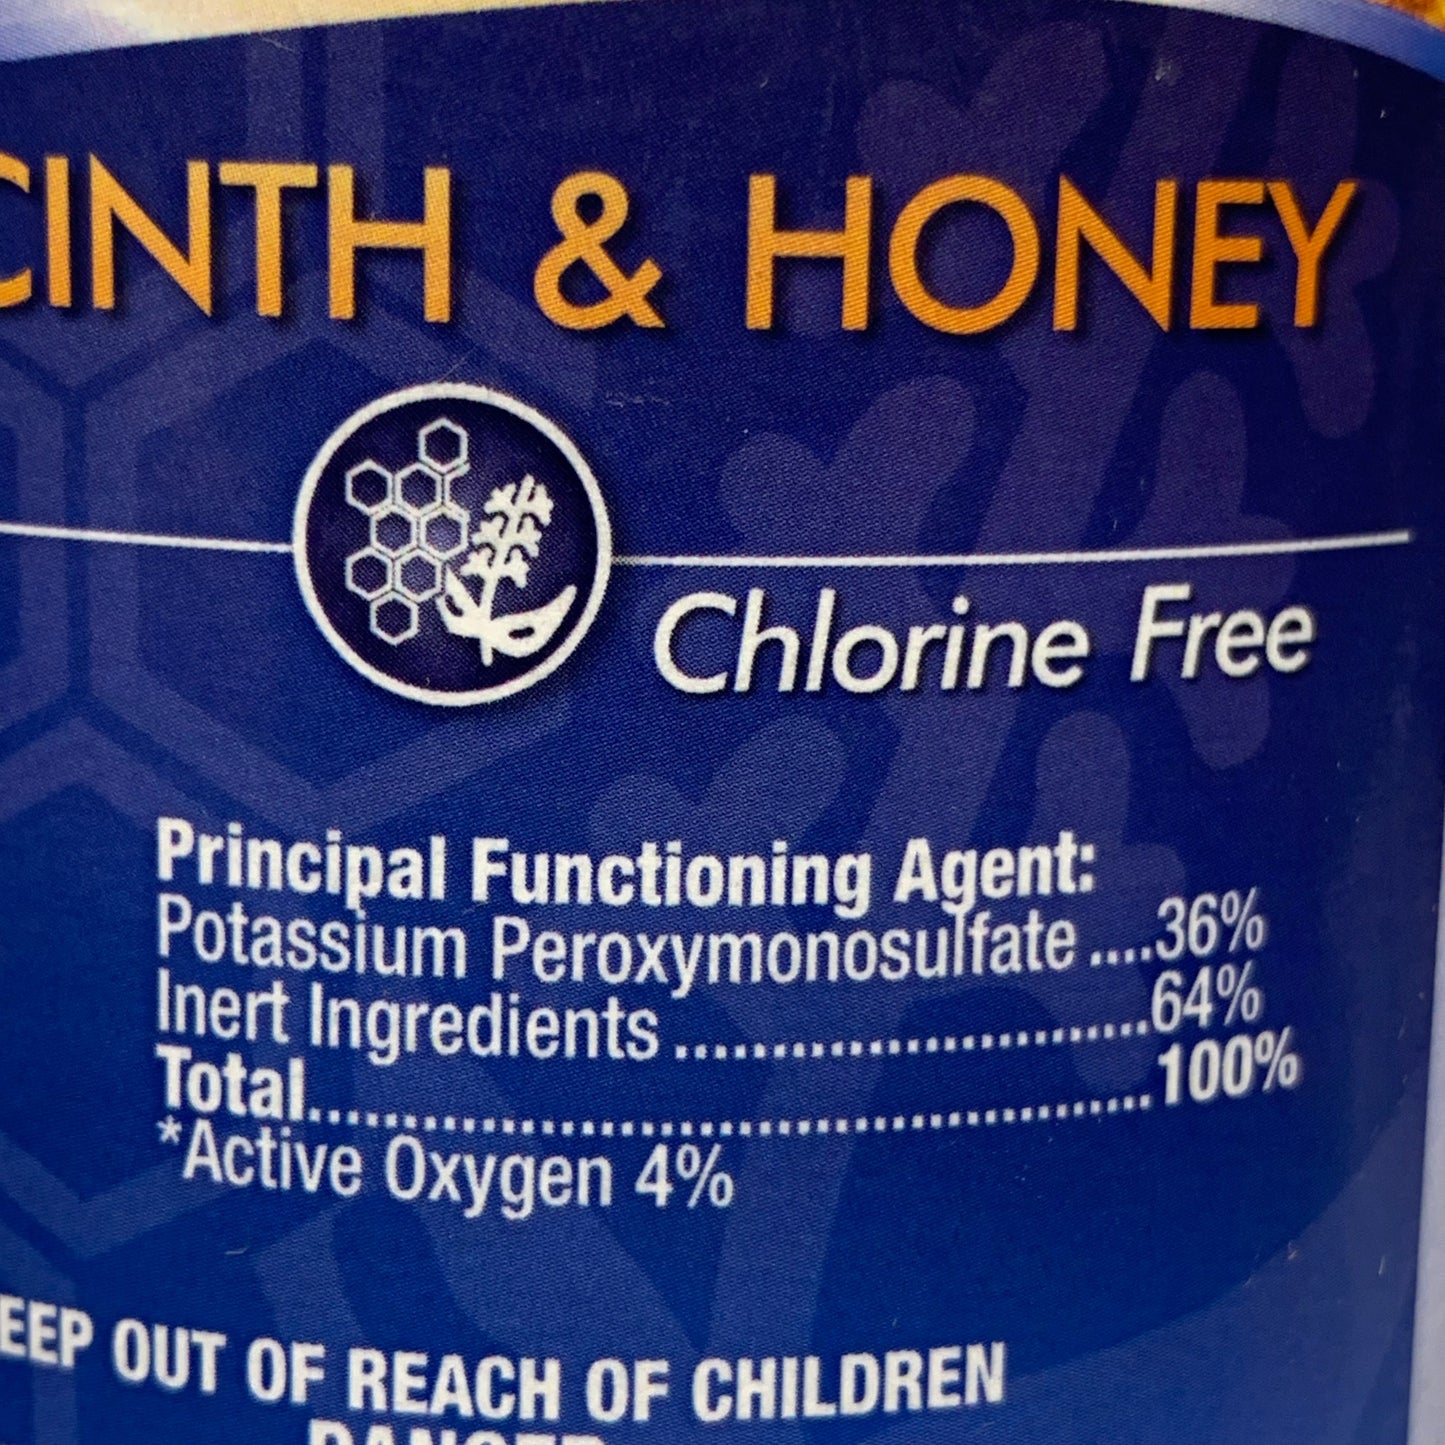 CINTH & HONEY
Chlorine Free
Principal Functioning Agent:
Potassium Peroxymonosulfate ....36%
Inert Ingredients ................................64%
Total..........................................................100%
*Active Oxygen 4%
EEP OUT OF REACH OF CHILDREN
DANGER